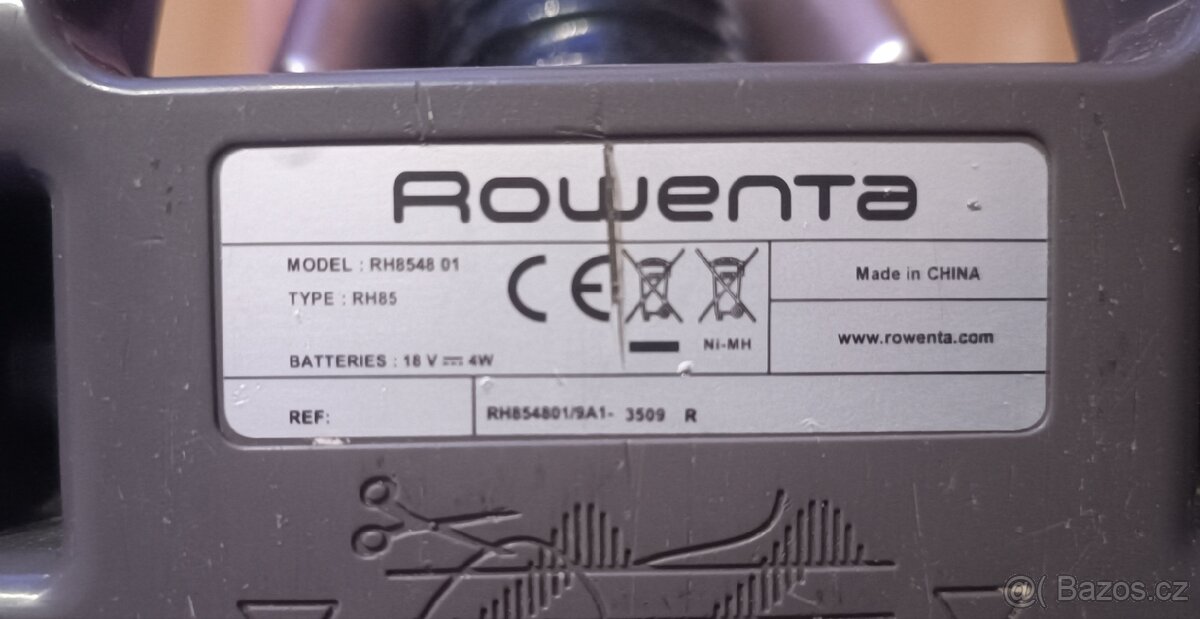 Rowenta
MODEL : RH8548 01
TYPE : RH85
BATTERIES : 18 V ⎓ 4W
CE
Ni-MH
Made in CHINA
www.rowenta.com
REF:
RH854801/9A1- 3509 R
@( Bazos.cz